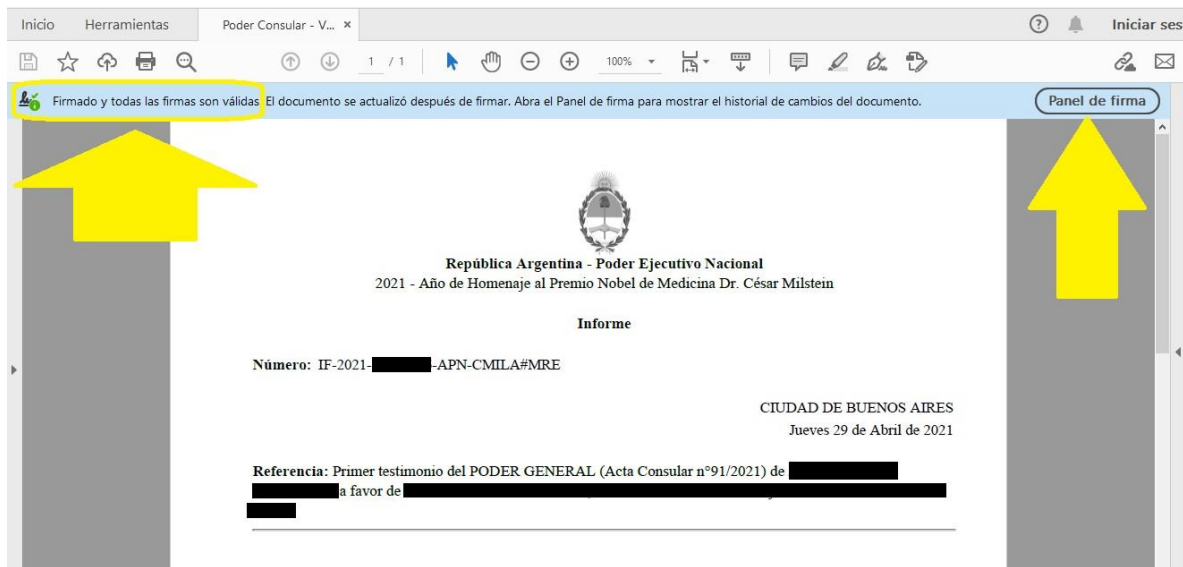 Inicio Herramientas Poder Consular - V... × Iniciar ses
1 / 1 100%
Firmado y todas las firmas son válidas. El documento se actualizó después de firmar. Abra el Panel de firma para mostrar el historial de cambios del documento. Panel de firma
República Argentina - Poder Ejecutivo Nacional
2021 - Año de Homenaje al Premio Nobel de Medicina Dr. César Milstein
Informe
Número: IF-2021- -APN-CMILA#MRE
CIUDAD DE BUENOS AIRES
Jueves 29 de Abril de 2021
Referencia: Primer testimonio del PODER GENERAL (Acta Consular n°91/2021) de
a favor de